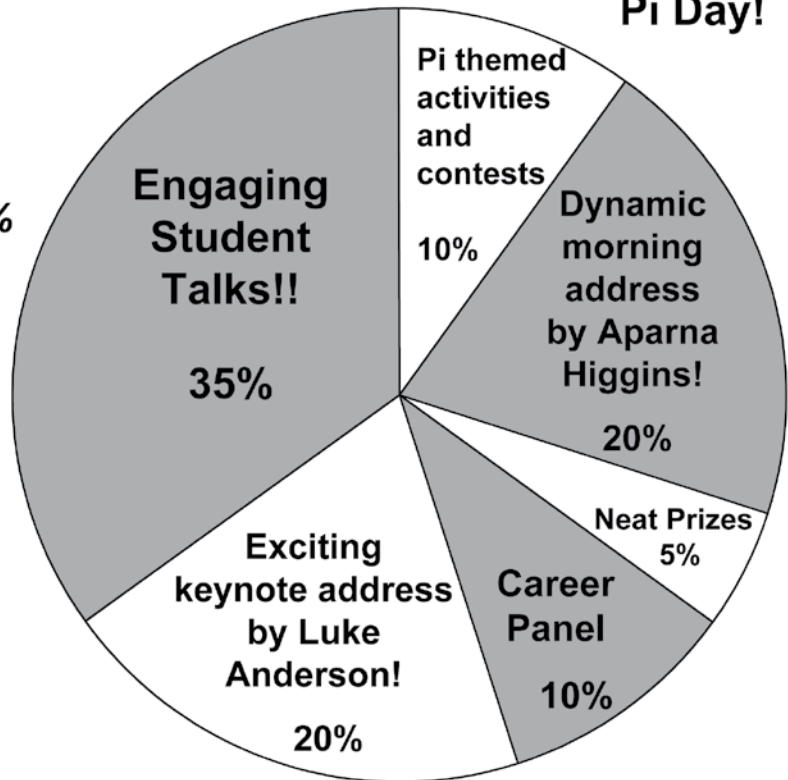 Pi Day!
%
Pi themed
activities
and
contests
10%
Engaging
Student
Talks!!
35%
Dynamic
morning
address
by Aparna
Higgins!
20%
Neat Prizes
5%
Career
Panel
10%
Exciting
keynote address
by Luke
Anderson!
20%